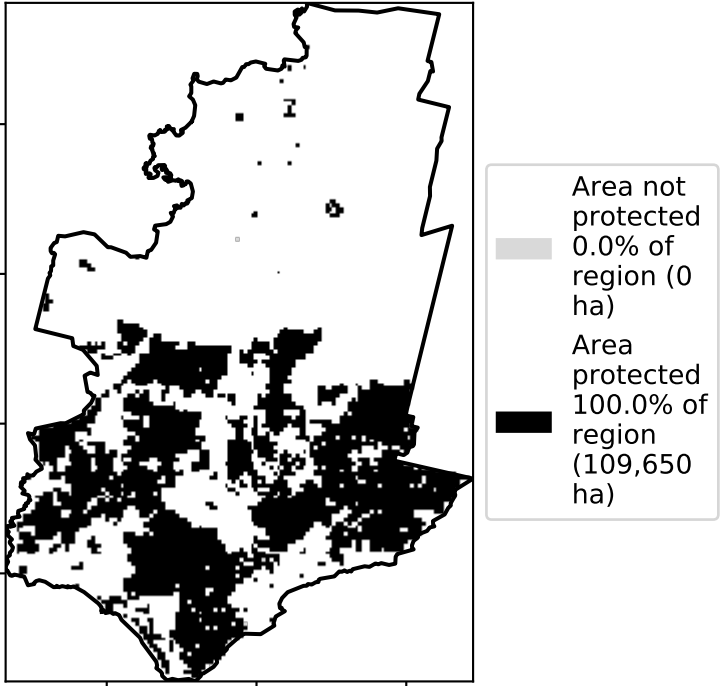 Area not
protected
0.0% of
region (0
ha)
Area
protected
100.0% of
region
(109,650
ha)